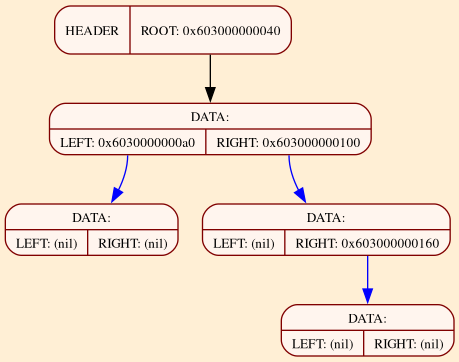 HEADER ROOT: 0x603000000040
DATA:
LEFT: 0x6030000000a0 RIGHT: 0x603000000100
DATA: DATA:
LEFT: (nil) RIGHT: (nil) LEFT: (nil) RIGHT: 0x603000000160
DATA:
LEFT: (nil) RIGHT: (nil)